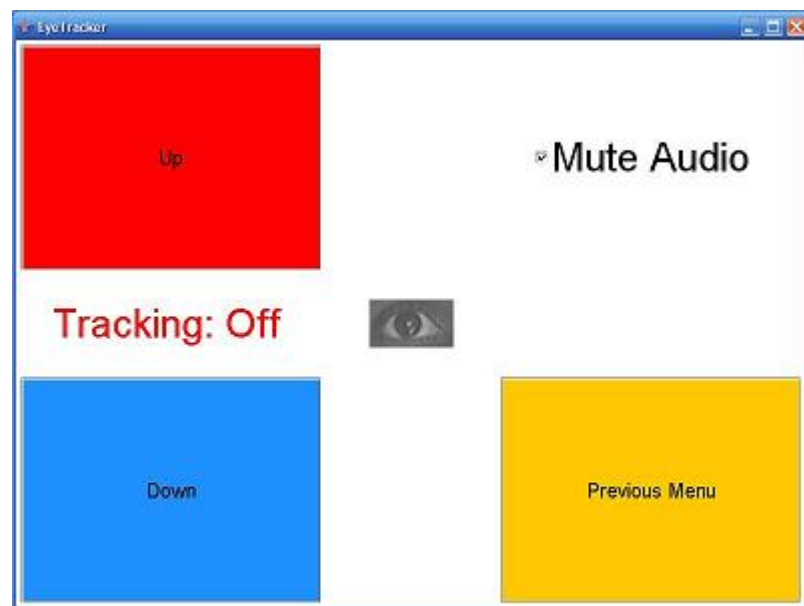 EyeTracker
Up
Mute Audio
Tracking: Off
Down
Previous Menu